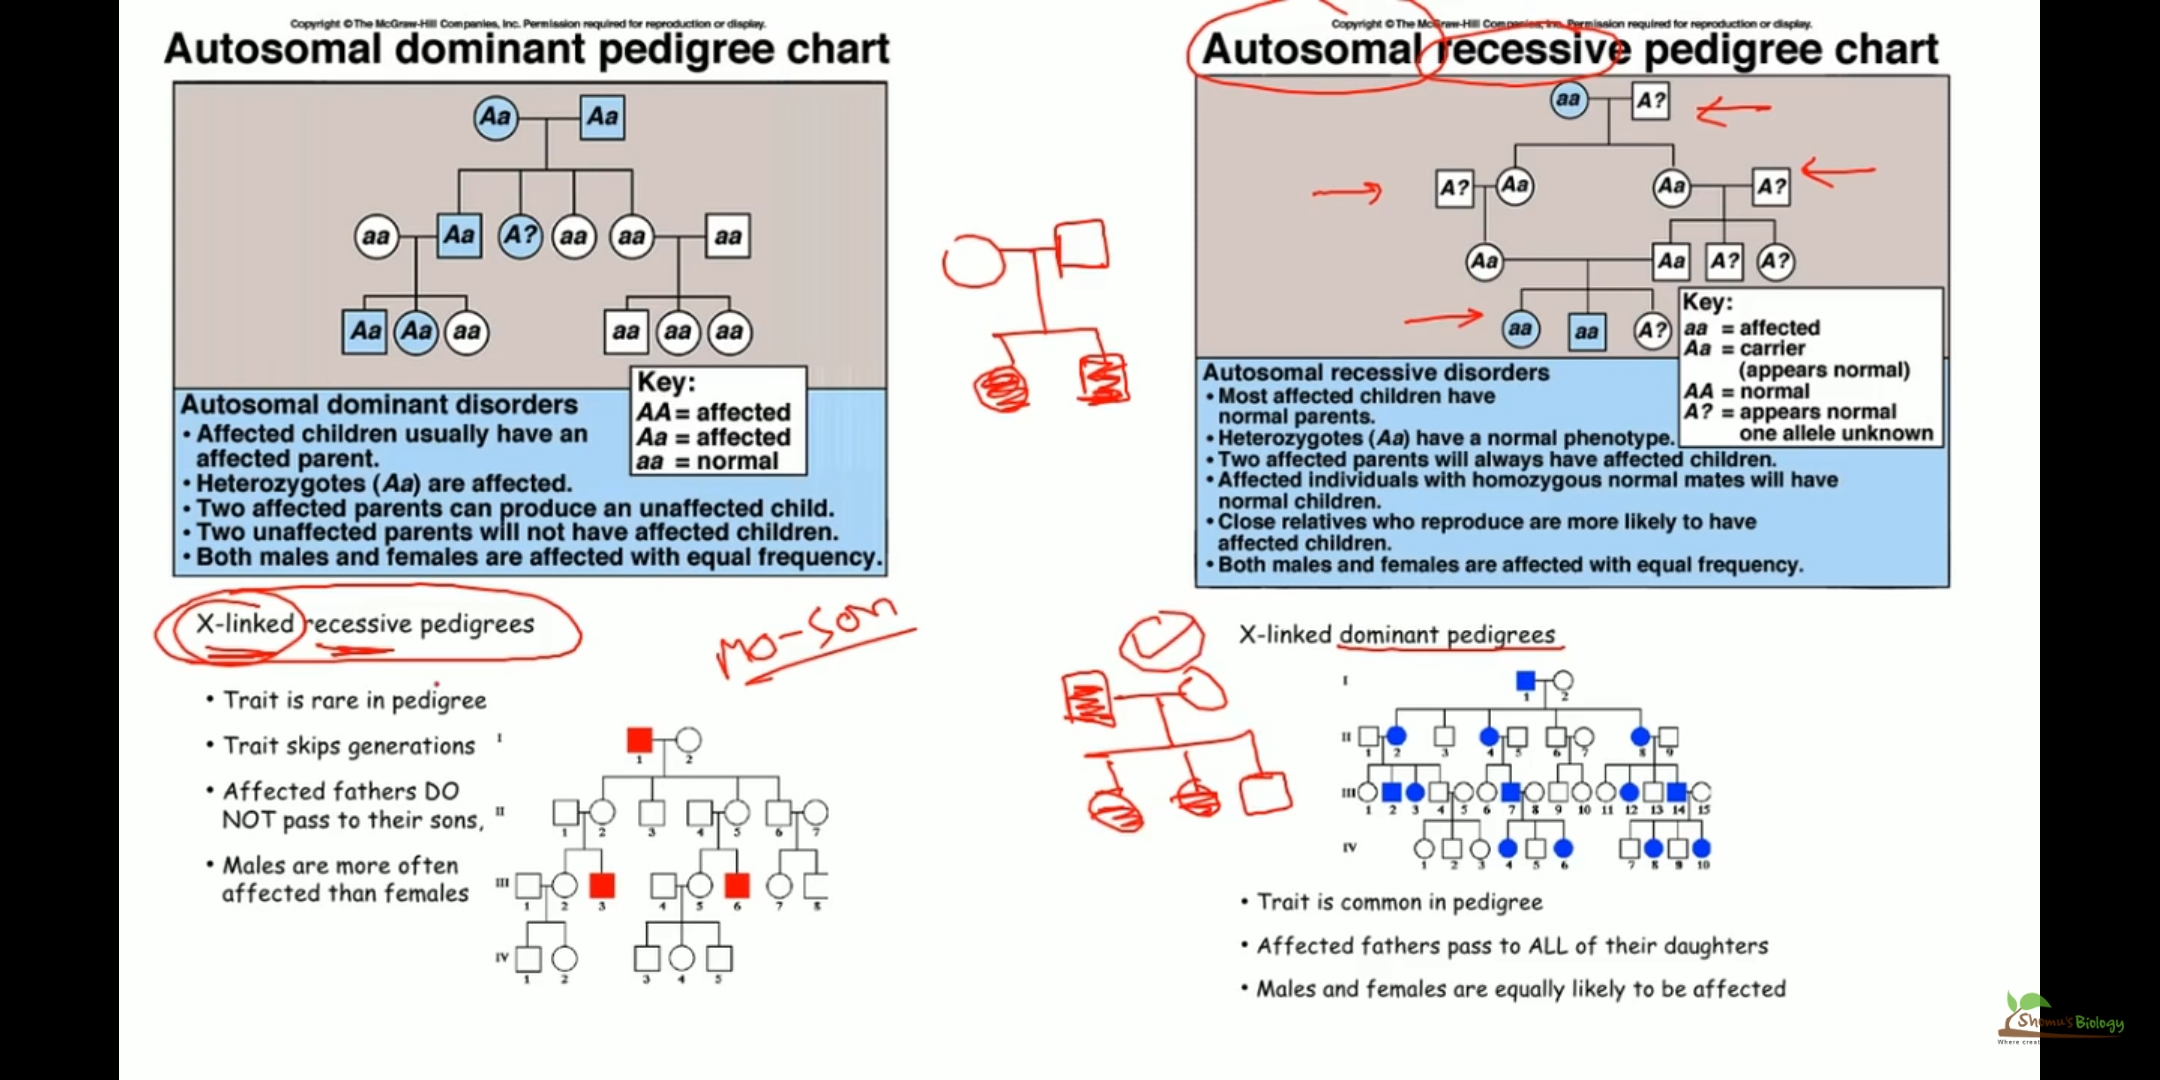 Copyright © The McGraw-Hill Companies, Inc. Permission required for reproduction or display.
Autosomal dominant pedigree chart
Aa Aa
aa Aa A? aa aa aa
Aa Aa aa aa aa aa
Key:
AA = affected
Aa = affected
aa = normal
Autosomal dominant disorders
• Affected children usually have an
affected parent.
• Heterozygotes (Aa) are affected.
• Two affected parents can produce an unaffected child.
• Two unaffected parents will not have affected children.
• Both males and females are affected with equal frequency.
Copyright © The McGraw-Hill Companies, Inc. Permission required for reproduction or display.
Autosomal recessive pedigree chart
aa A?
A? Aa Aa A?
Aa Aa A? A?
aa aa A?
Key:
aa = affected
Aa = carrier
(appears normal)
AA = normal
A? = appears normal
one allele unknown
Autosomal recessive disorders
• Most affected children have
normal parents.
• Heterozygotes (Aa) have a normal phenotype.
• Two affected parents will always have affected children.
• Affected individuals with homozygous normal mates will have
normal children.
• Close relatives who reproduce are more likely to have
affected children.
• Both males and females are affected with equal frequency.
X-linked recessive pedigrees
Mo-Son
• Trait is rare in pedigree
• Trait skips generations
• Affected fathers DO
NOT pass to their sons,
• Males are more often
affected than females
I
1 2
II
1 2 3 4 5 6 7
III
1 2 3 4 5 6 7 8
IV
1 2 3 4 5
X-linked dominant pedigrees
I
1 2
II
1 2 3 4 5 6 7 8 9
III
1 2 3 4 5 6 7 8 9 10 11 12 13 14 15
IV
1 2 3 4 5 6 7 8 9 10
• Trait is common in pedigree
• Affected fathers pass to ALL of their daughters
• Males and females are equally likely to be affected
Shomu's Biology
Where creat